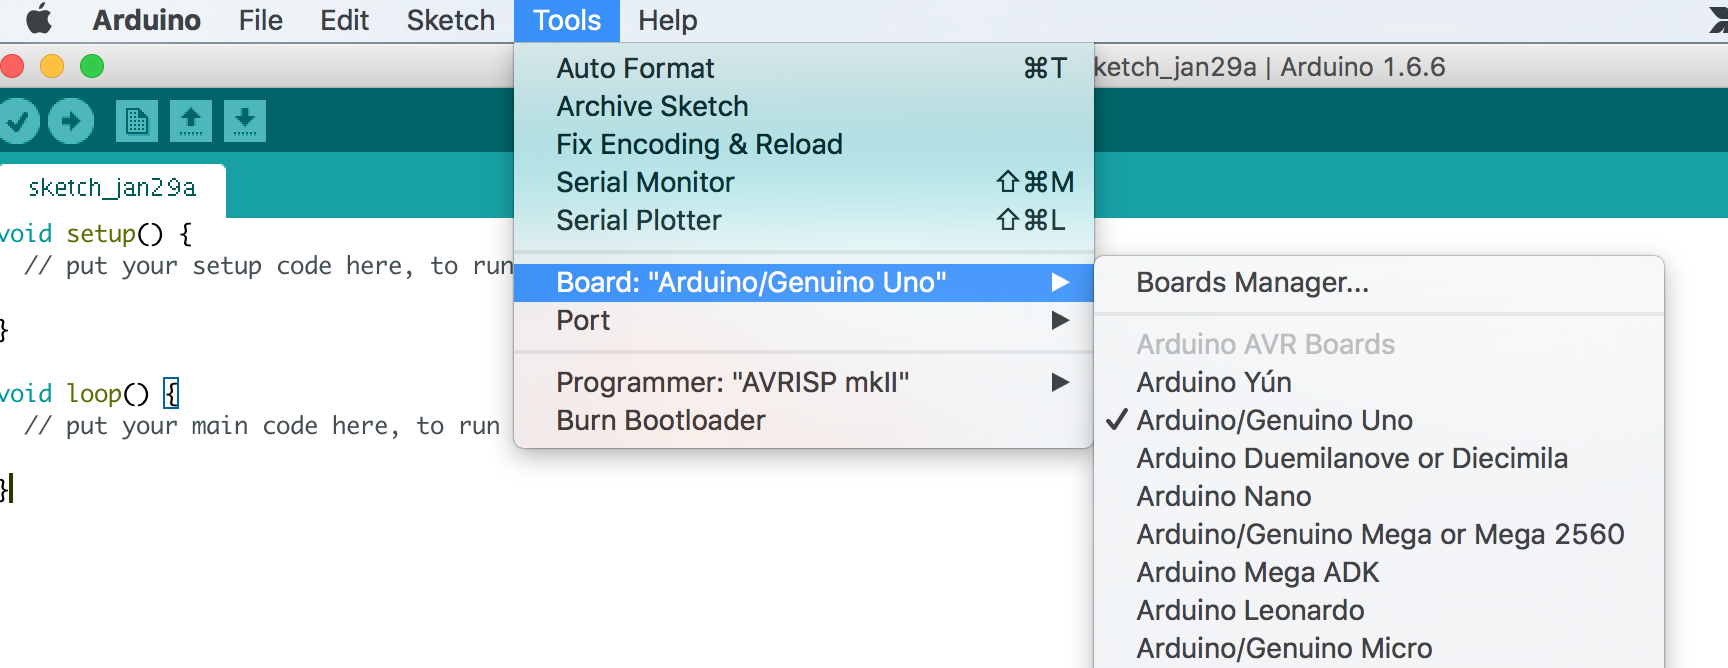 Arduino File Edit Sketch Tools Help
ketch_jan29a | Arduino 1.6.6
sketch_jan29a
void setup() {
// put your setup code here, to run
}
void loop() {
// put your main code here, to run
}
Auto Format ⌘T
Archive Sketch
Fix Encoding & Reload
Serial Monitor ⇧⌘M
Serial Plotter ⇧⌘L
Board: "Arduino/Genuino Uno"
Port
Programmer: "AVRISP mkII"
Burn Bootloader
Boards Manager...
Arduino AVR Boards
Arduino Yún
Arduino/Genuino Uno
Arduino Duemilanove or Diecimila
Arduino Nano
Arduino/Genuino Mega or Mega 2560
Arduino Mega ADK
Arduino Leonardo
Arduino/Genuino Micro